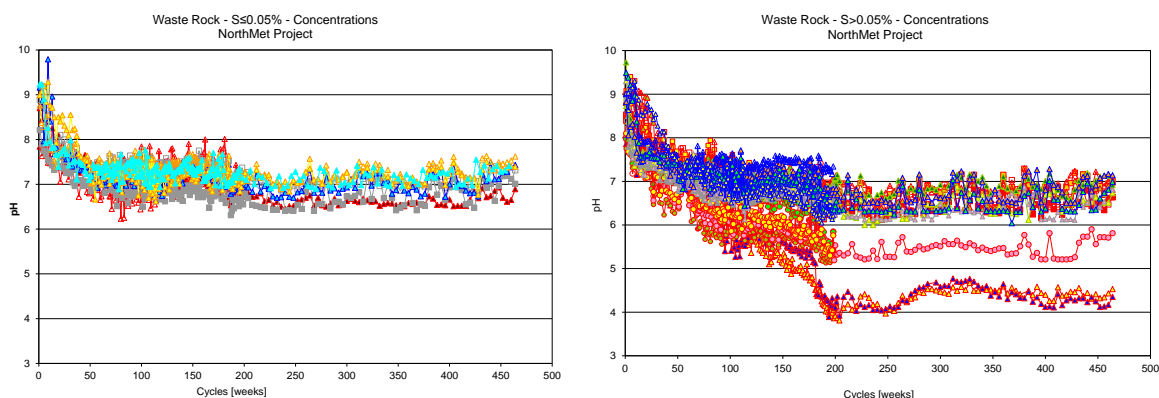 Waste Rock - S≤0.05% - Concentrations
NorthMet Project
10
9
8
7
6
5
4
3
pH
0 50 100 150 200 250 300 350 400 450 500
Cycles [weeks]
Waste Rock - S>0.05% - Concentrations
NorthMet Project
10
9
8
7
6
5
4
3
pH
0 50 100 150 200 250 300 350 400 450 500
Cycles [weeks]